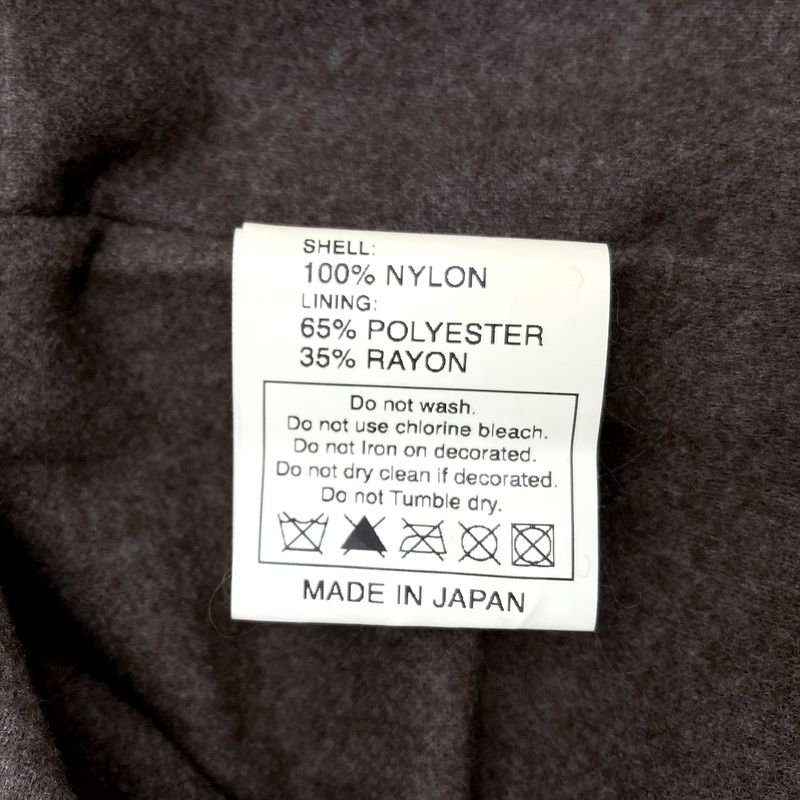 SHELL:
100% NYLON
LINING:
65% POLYESTER
35% RAYON
Do not wash.
Do not use chlorine bleach.
Do not Iron on decorated.
Do not dry clean if decorated.
Do not Tumble dry.
MADE IN JAPAN